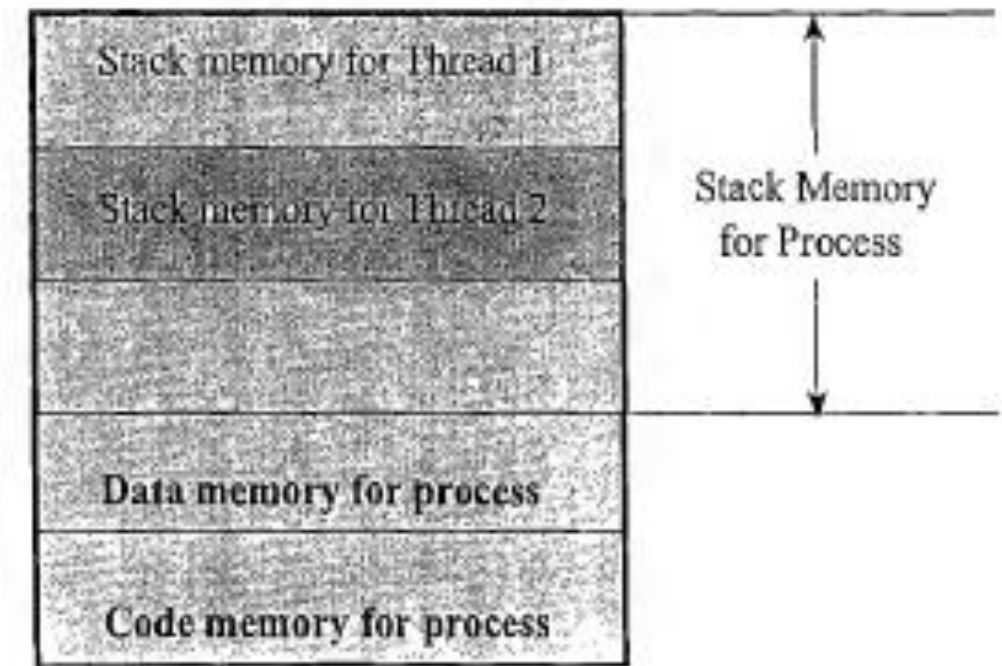 Stack memory for Thread 1
Stack memory for Thread 2
Stack Memory
for Process
Data memory for process
Code memory for process